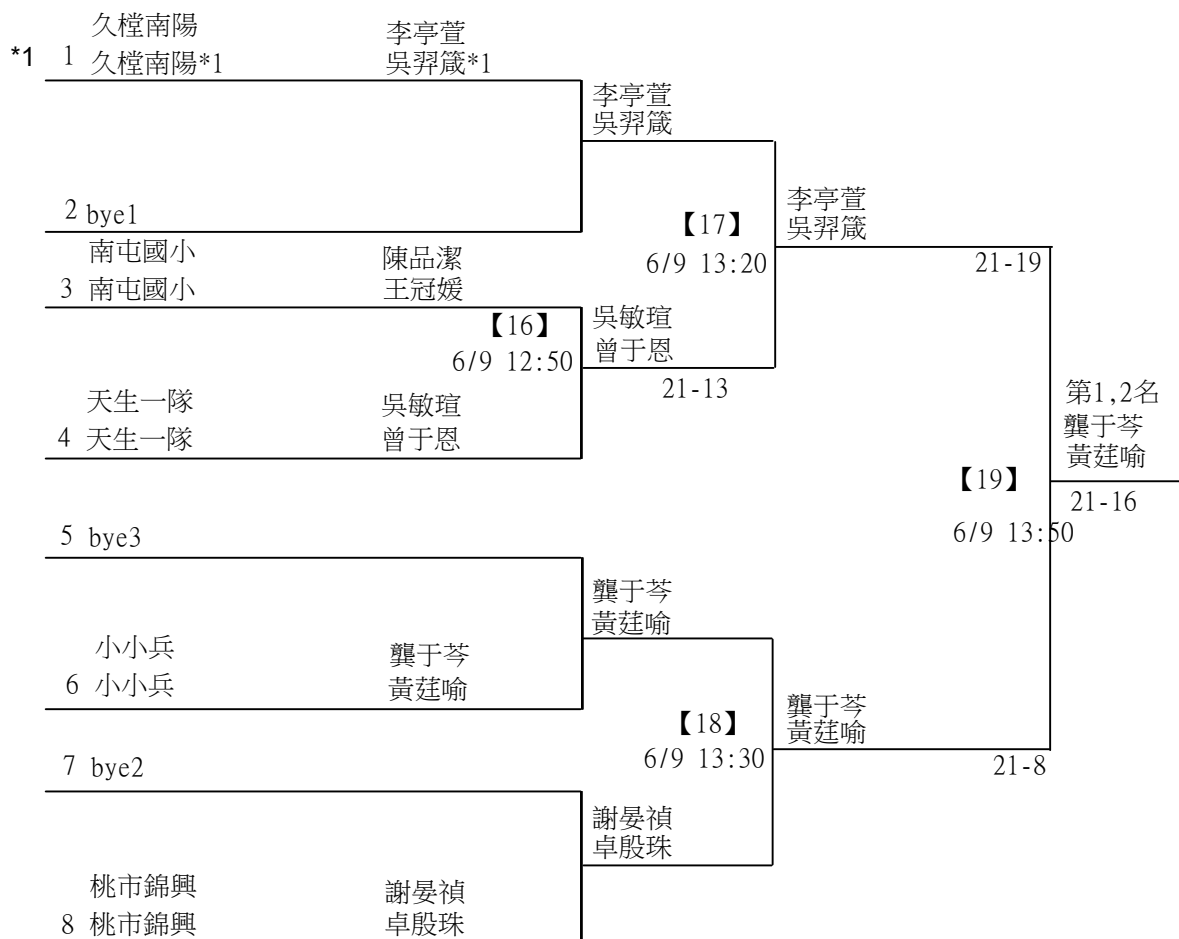 久樘南陽 李亭萱
*1 1 久樘南陽*1 吳羿箴*1
李亭萱
吳羿箴
2 bye1
李亭萱
吳羿箴
【17】
6/9 13:20
21-19
南屯國小 陳品潔
3 南屯國小 王冠媛
【16】
6/9 12:50
吳敏瑄
曾于恩
21-13
天生一隊 吳敏瑄
4 天生一隊 曾于恩
第1,2名
龔于芩
黃莛喻
【19】
21-16
6/9 13:50
5 bye3
龔于芩
黃莛喻
小小兵 龔于芩
6 小小兵 黃莛喻
【18】
6/9 13:30
龔于芩
黃莛喻
21-8
7 bye2
謝晏禎
卓殷珠
桃市錦興 謝晏禎
8 桃市錦興 卓殷珠